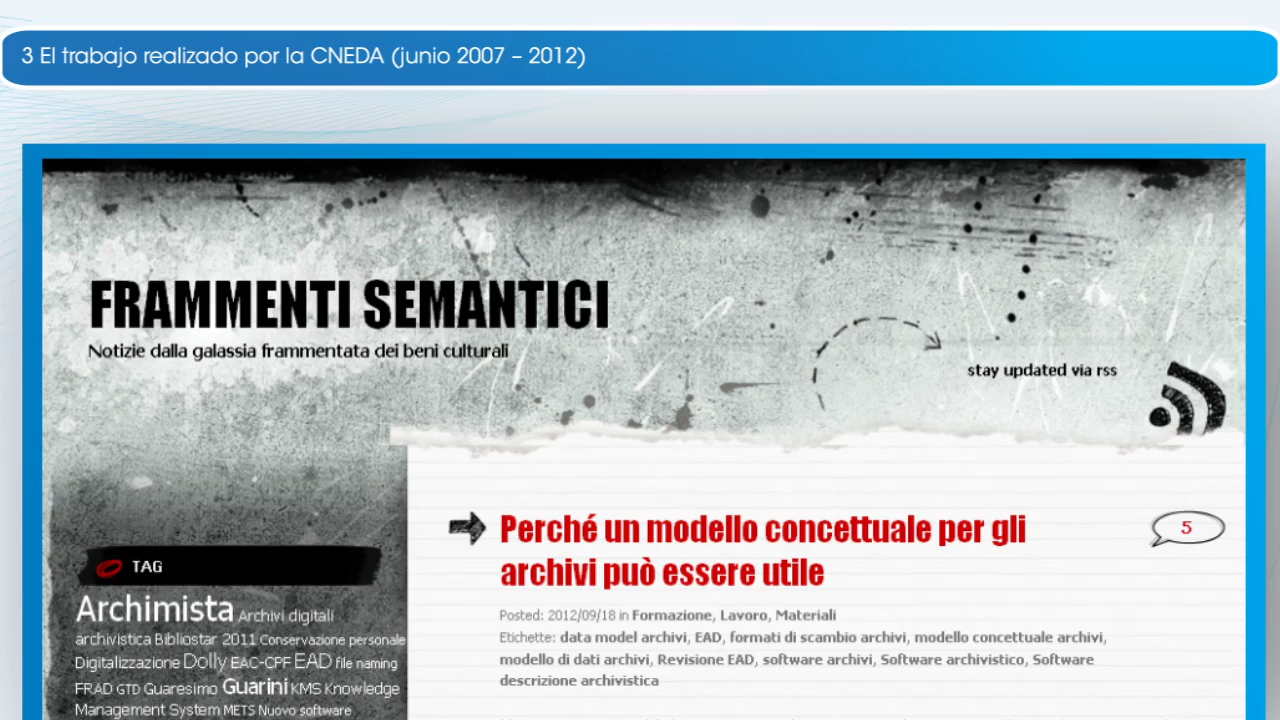 3 El trabajo realizado por la CNEDA (junio 2007 – 2012)
FRAMMENTI SEMANTICI
Notizie dalla galassia frammentata dei beni culturali
stay updated via rss
TAG
Archimista Archivi digitali
archivistica Bibliostar 2011 Conservazione personale
Digitalizzazione Dolly EAC-CPF EAD file naming
FRAD GTD Guaresimo Guarini KMS Knowledge
Management System METS Nuovo software
Perché un modello concettuale per gli
archivi può essere utile
5
Posted: 2012/09/18 in Formazione, Lavoro, Materiali
Etichette: data model archivi, EAD, formati di scambio archivi, modello concettuale archivi,
modello di dati archivi, Revisione EAD, software archivi, Software archivistico, Software
descrizione archivistica